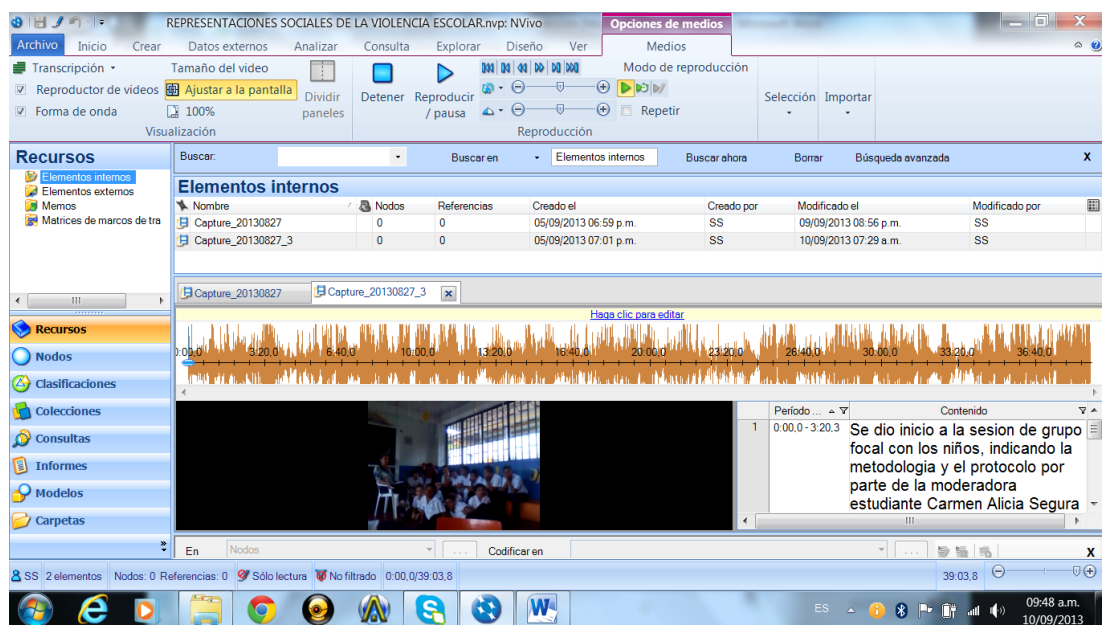 REPRESENTACIONES SOCIALES DE LA VIOLENCIA ESCOLAR.nvp: NVivo
Opciones de medios
Archivo Inicio Crear Datos externos Analizar Consulta Explorar Diseño Ver Medios
Transcripción Tamaño del video Modo de reproducción
Reproductor de videos Ajustar a la pantalla Dividir paneles Detener Reproducir / pausa Selección Importar
Forma de onda 100% Repetir
Visualización Reproducción
Recursos
Elementos internos
Elementos externos
Memos
Matrices de marcos de tra
Buscar: Buscar en Elementos internos Buscar ahora Borrar Búsqueda avanzada X
Elementos internos
Nombre Nodos Referencias Creado el Creado por Modificado el Modificado por
Capture_20130827 0 0 05/09/2013 06:59 p.m. SS 09/09/2013 08:56 p.m. SS
Capture_20130827_3 0 0 05/09/2013 07:01 p.m. SS 10/09/2013 07:29 a.m. SS
Capture_20130827 Capture_20130827_3
Haga clic para editar
0:00,0 3:20,0 6:40,0 10:00,0 13:20,0 16:40,0 20:00,0 23:20,0 26:40,0 30:00,0 33:20,0 36:40,0
Recursos
Nodos
Clasificaciones
Colecciones
Consultas
Informes
Modelos
Carpetas
Período ... Contenido
1 0:00,0 - 3:20,3 Se dio inicio a la sesion de grupo
focal con los niños, indicando la
metodologia y el protocolo por
parte de la moderadora
estudiante Carmen Alicia Segura
En Nodos ... Codificar en ... X
SS 2 elementos Nodos: 0 Referencias: 0 Sólo lectura No filtrado 0:00,0/39:03,8 39:03,8
ES 09:48 a.m.
10/09/2013